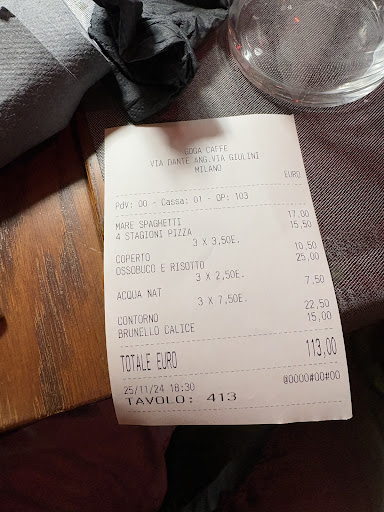 GOGA CAFFE
VIA DANTE ANG.VIA GIULINI
MILANO
EURO
PdV: 00 - Cassa: 01 - OP: 103
MARE SPAGHETTI 17,00
4 STAGIONI PIZZA 15,50
3 X 3,50E.
COPERTO 10,50
OSSOBUCO E RISOTTO 25,00
3 X 2,50E.
ACQUA NAT 7,50
3 X 7,50E.
CONTORNO 22,50
BRUNELLO CALICE 15,00
TOTALE EURO 113,00
25/11/24 18:30 @0000#00#00
TAVOLO: 413